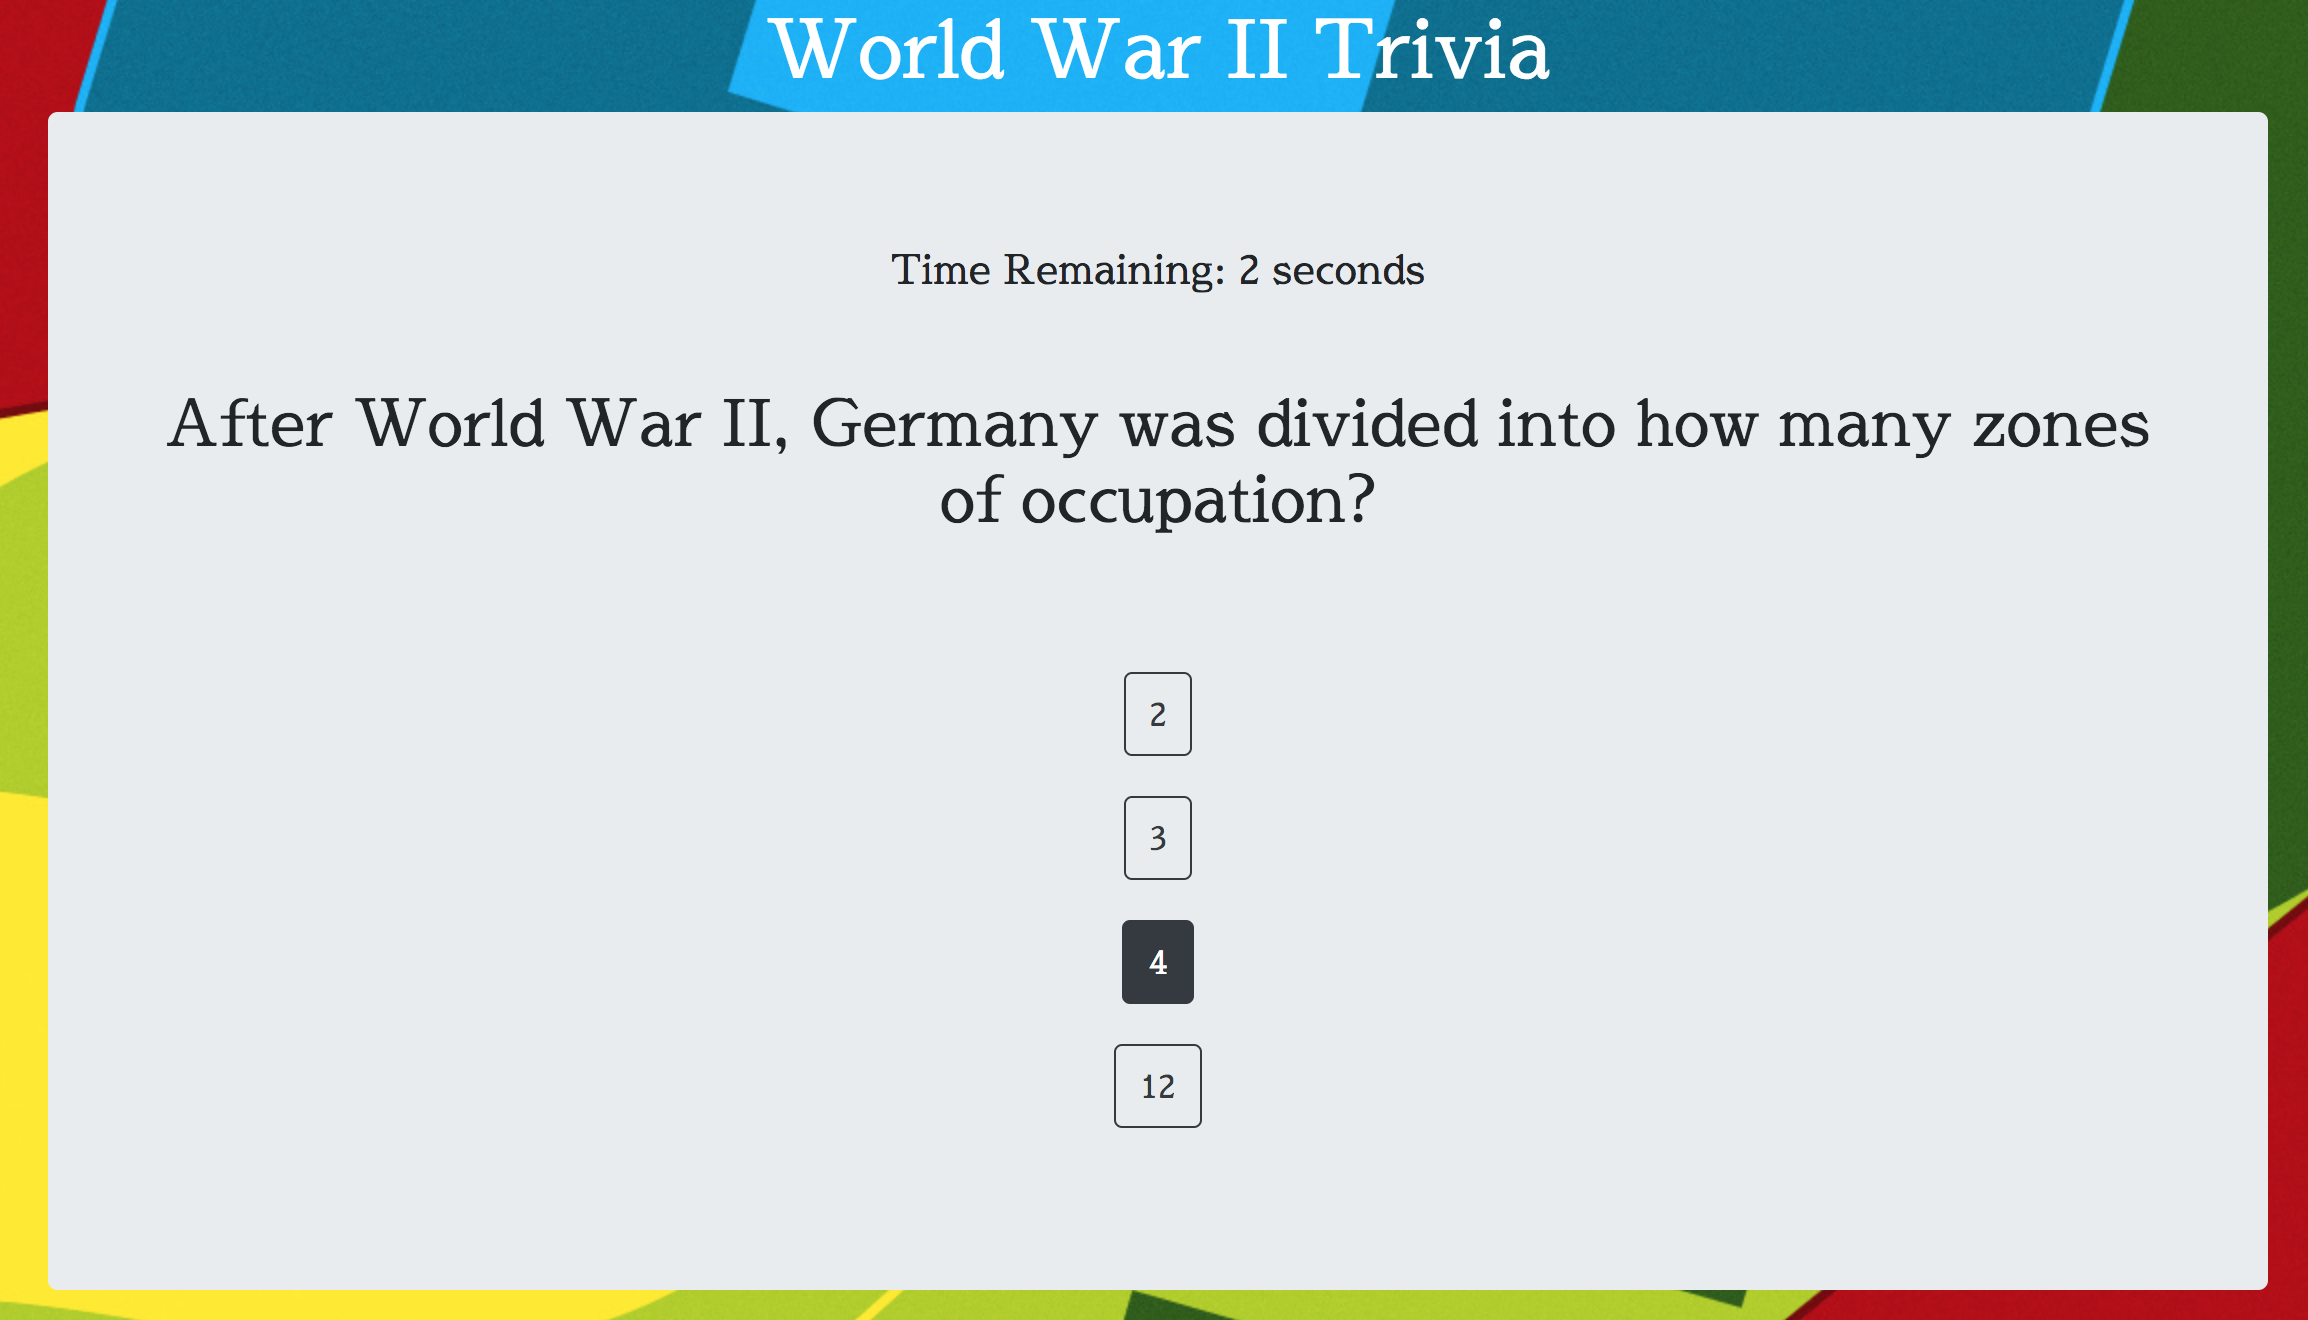 World War II Trivia
Time Remaining: 2 seconds
After World War II, Germany was divided into how many zones
of occupation?
2
3
4
12